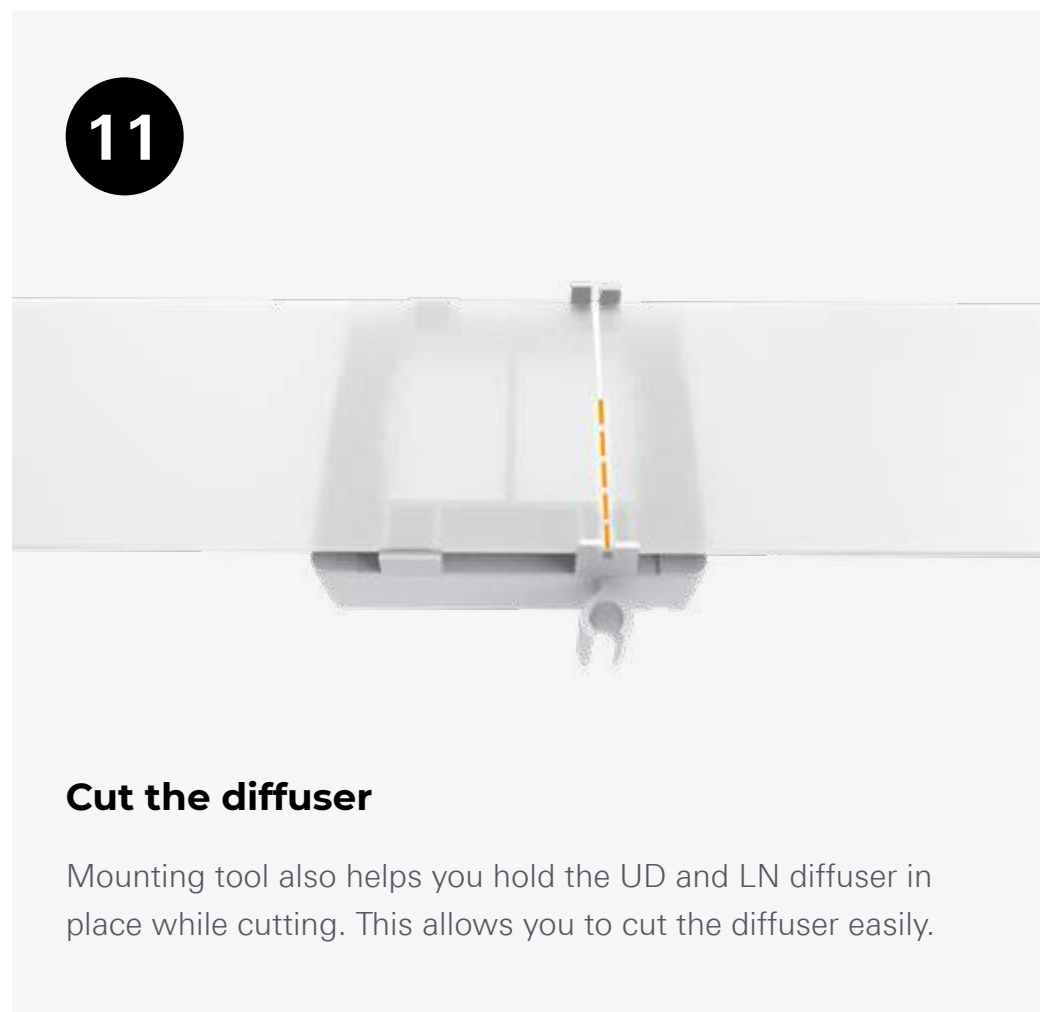 11
Cut the diffuser
Mounting tool also helps you hold the UD and LN diffuser in
place while cutting. This allows you to cut the diffuser easily.